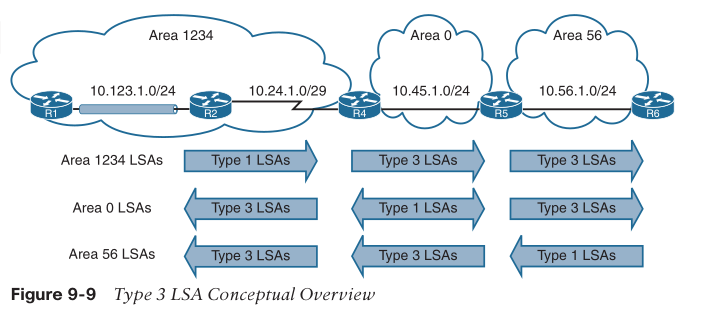 Area 1234 Area 0 Area 56
10.123.1.0/24 10.24.1.0/29 10.45.1.0/24 10.56.1.0/24
R1 R2 R4 R5 R6
Area 1234 LSAs Type 1 LSAs Type 3 LSAs Type 3 LSAs
Area 0 LSAs Type 3 LSAs Type 1 LSAs Type 3 LSAs
Area 56 LSAs Type 3 LSAs Type 3 LSAs Type 1 LSAs
Figure 9-9 Type 3 LSA Conceptual Overview